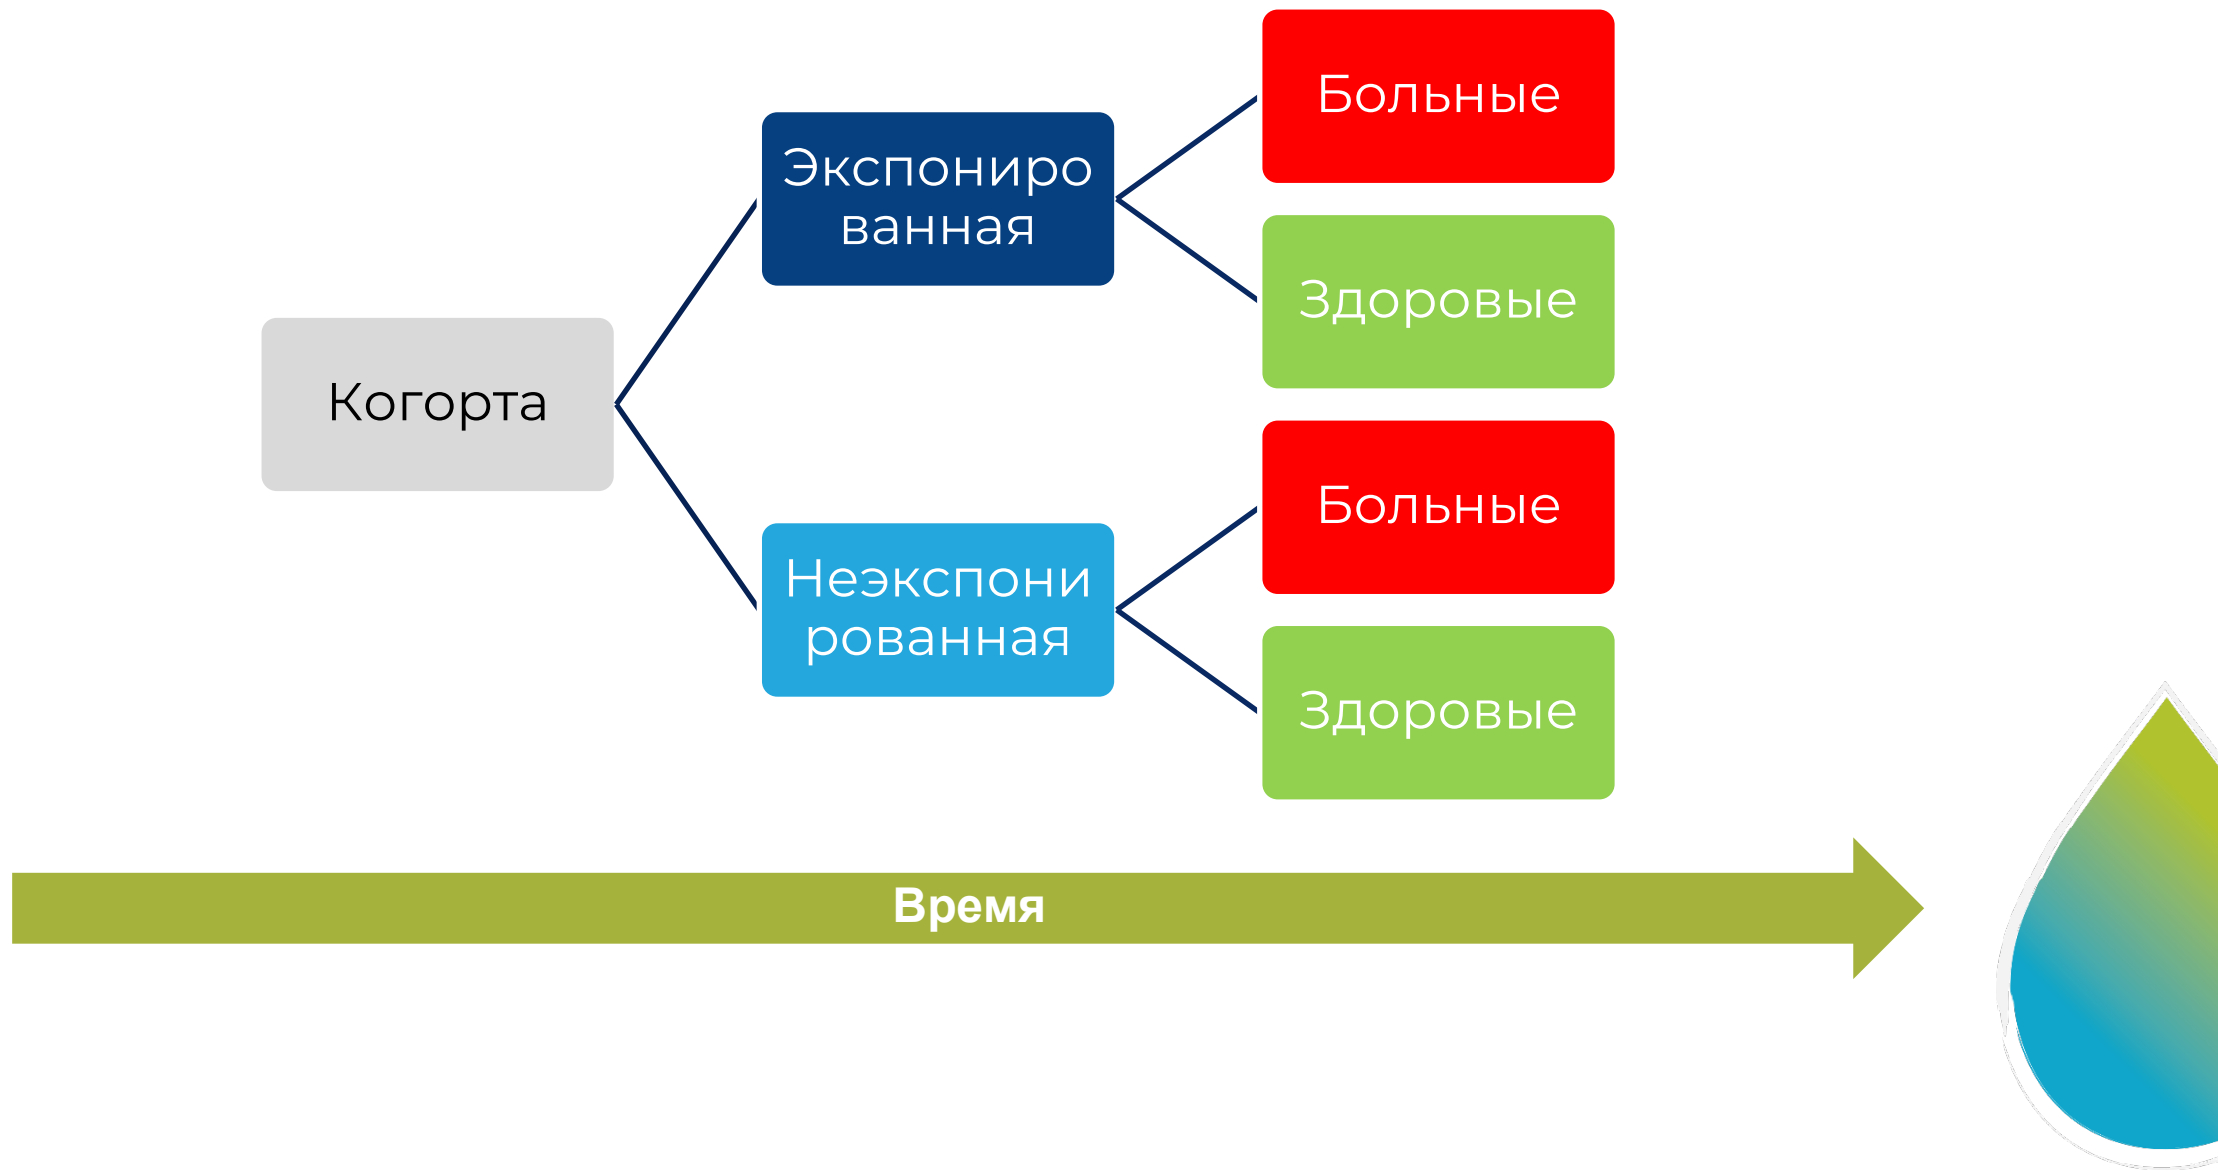 Больные
Экспониро
ванная
Здоровые
Когорта
Больные
Неэкспони
рованная
Здоровые
Время